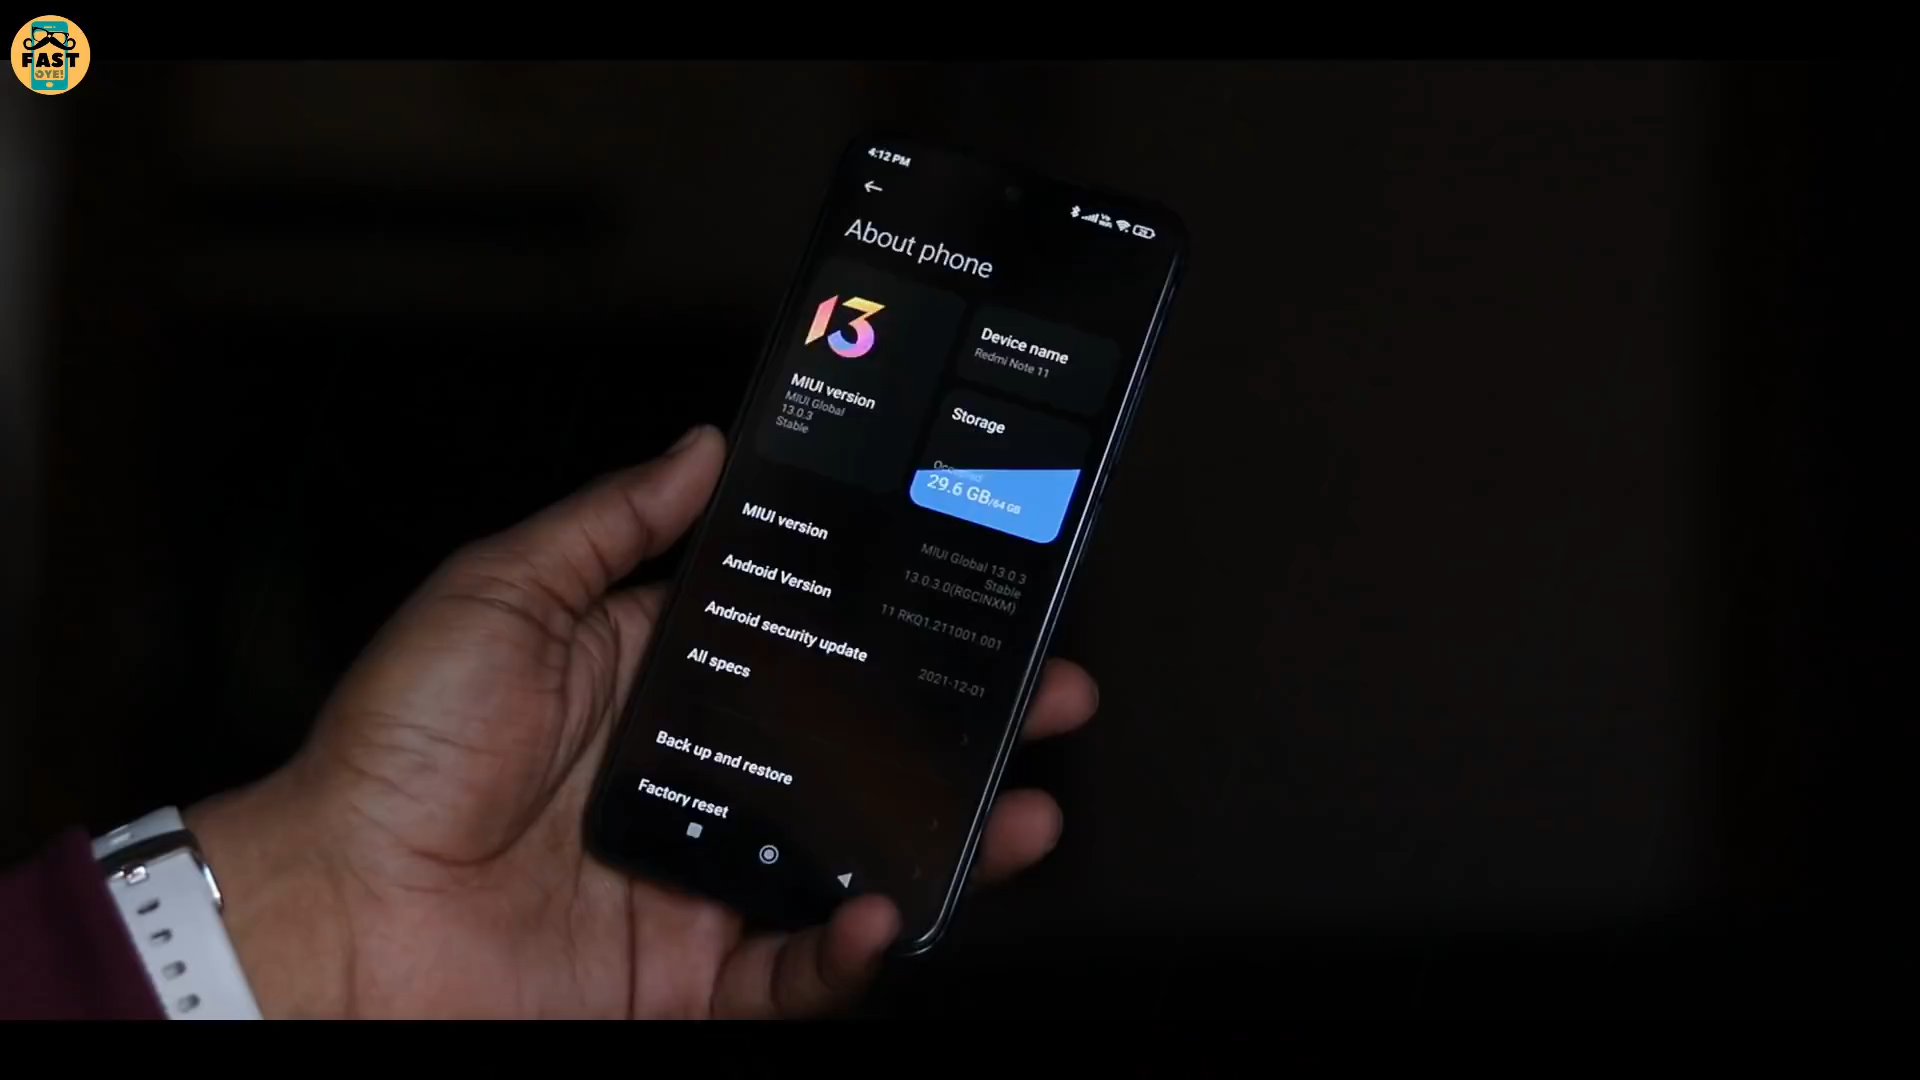 FAST
OYE!
4:12 PM
About phone
13
MIUI version
MIUI Global
13.0.3
Stable
Device name
Redmi Note 11
Storage
29.6 GB/64 GB
MIUI version
MIUI Global 13.0.3
Stable
13.0.3.0(RGCINXM)
Android Version
11 RKQ1.211001.001
Android security update
2021-12-01
All specs
Back up and restore
Factory reset